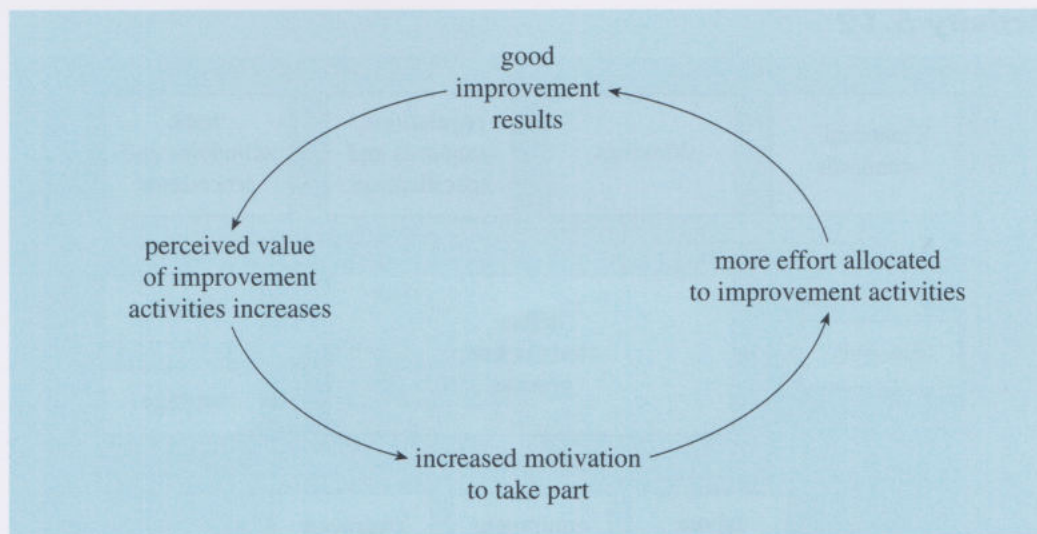 good
improvement
results
perceived value
of improvement
activities increases
more effort allocated
to improvement activities
increased motivation
to take part